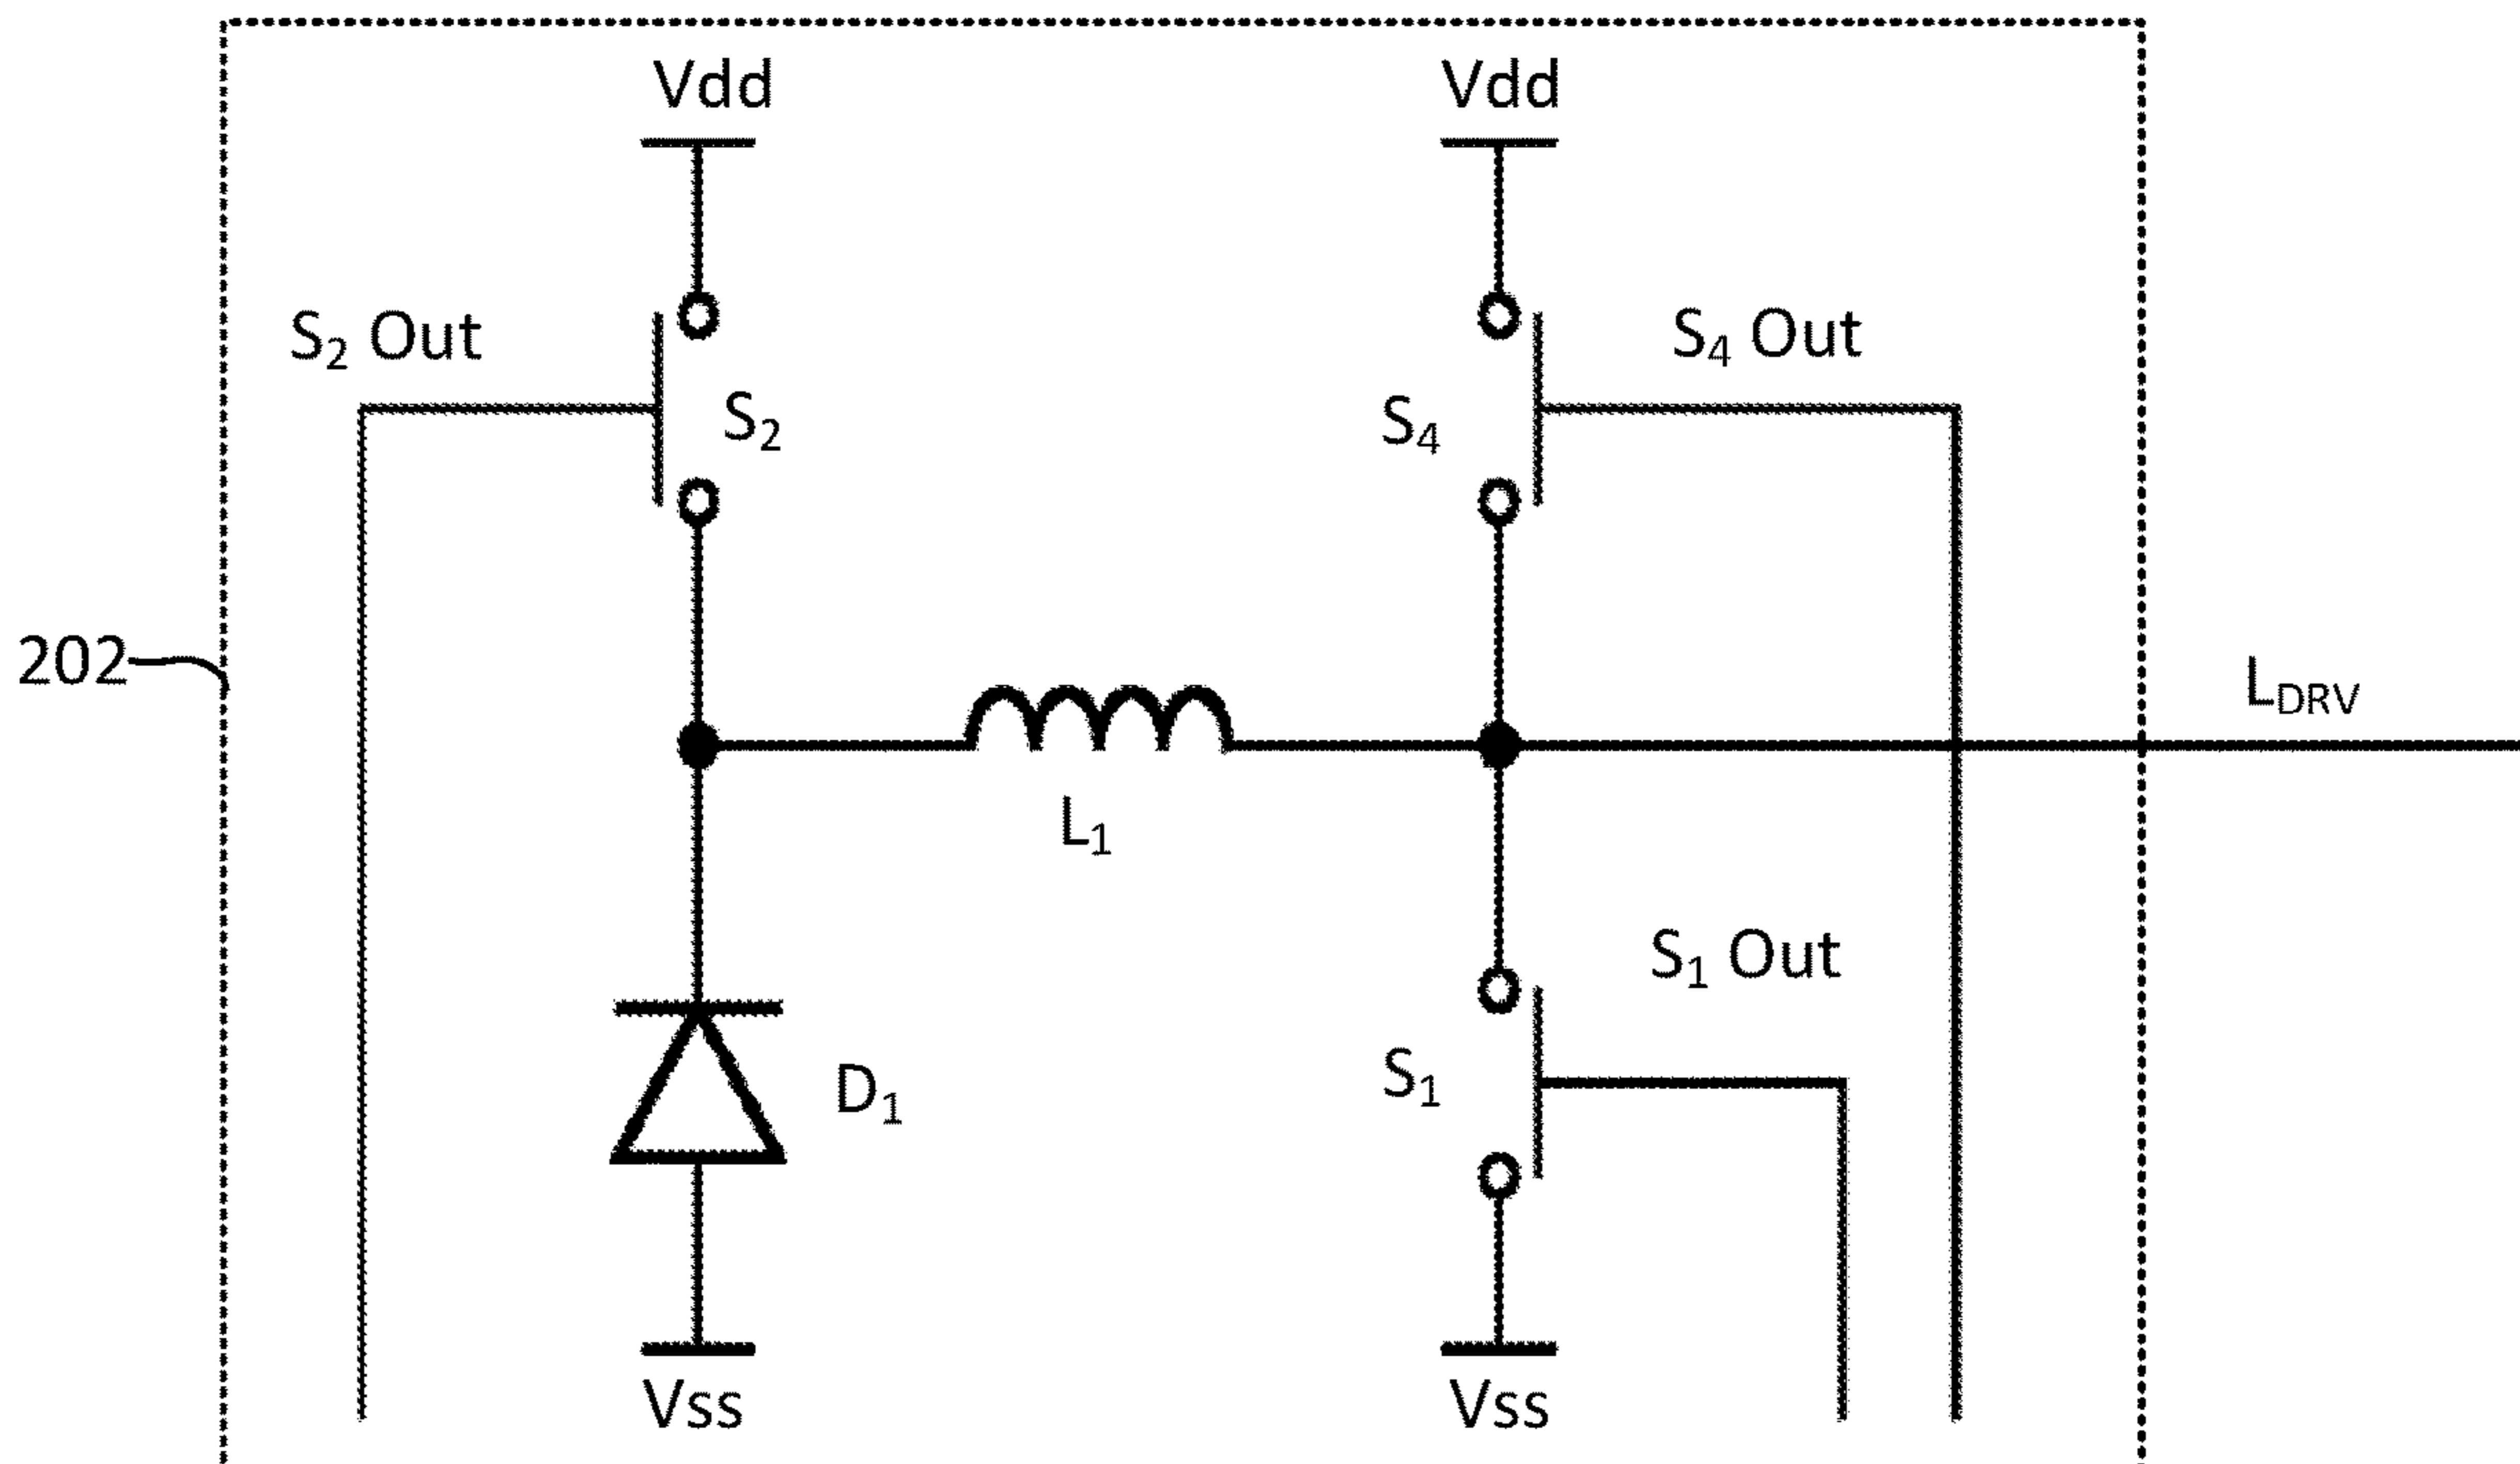 Vdd
Vdd
S₂ Out
S₄ Out
S₂
S₄
202
L_DRV
L₁
S₁ Out
D₁
S₁
Vss
Vss